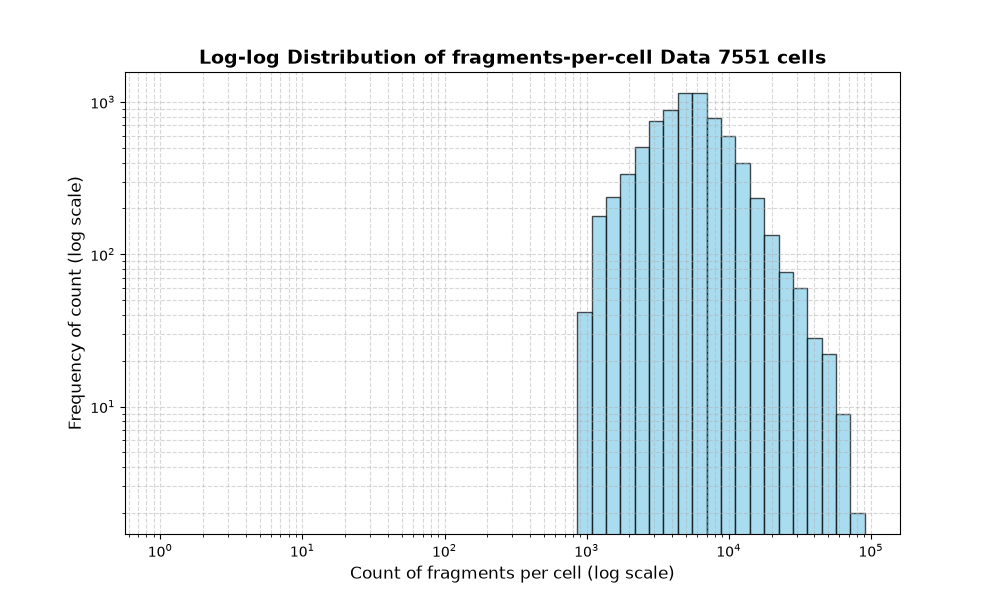 Log-log Distribution of fragments-per-cell Data 7551 cells
Frequency of count (log scale)
10³
10²
10¹
10⁰ 10¹ 10² 10³ 10⁴ 10⁵
Count of fragments per cell (log scale)